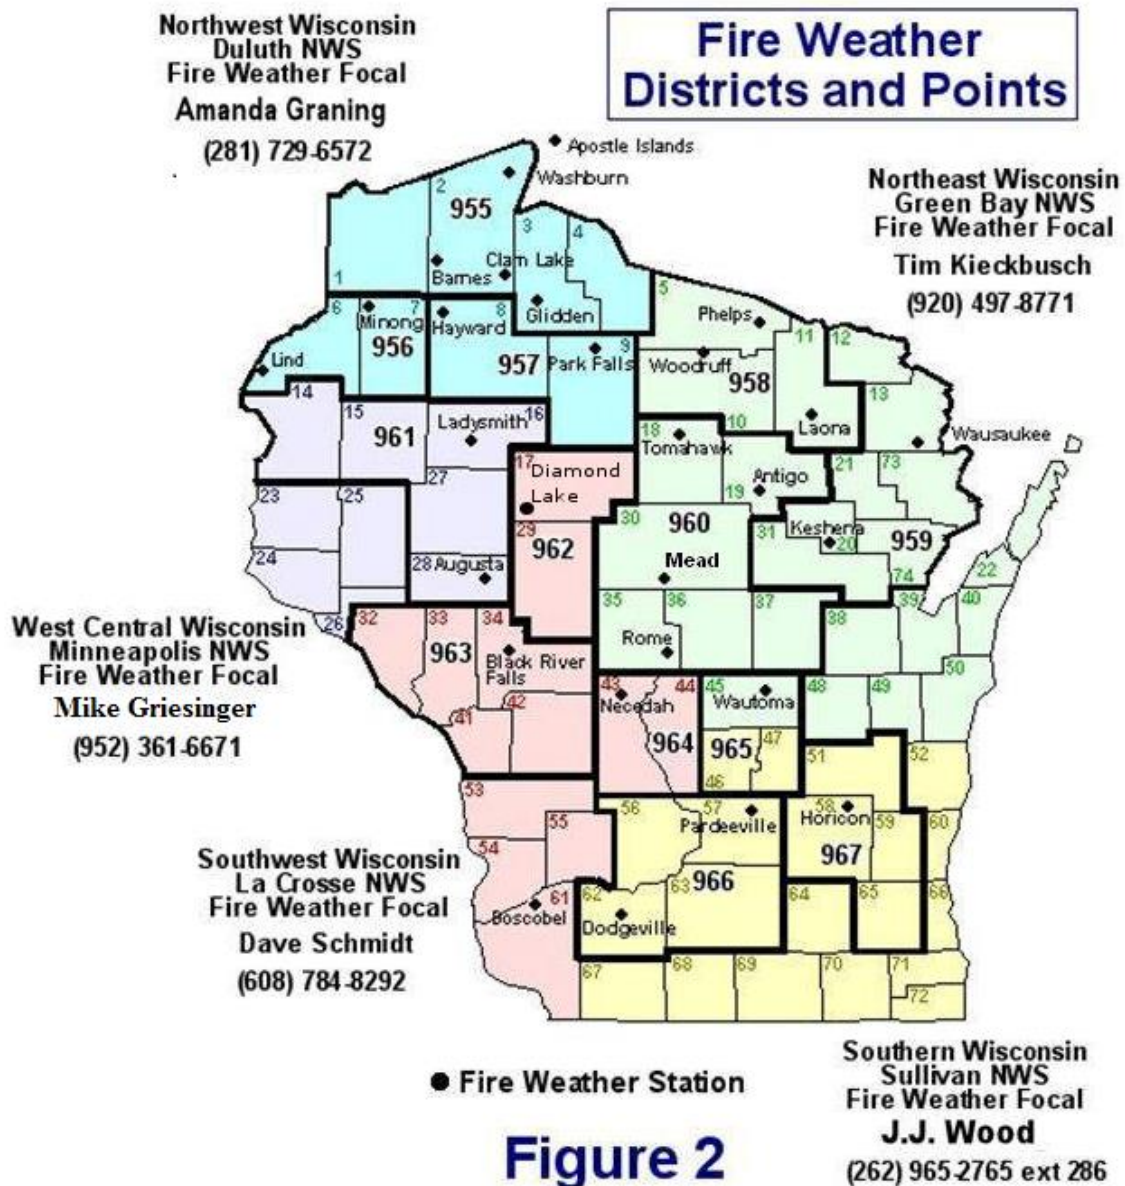 Northwest Wisconsin
Duluth NWS
Fire Weather Focal
Amanda Graning
(281) 729-6572
Fire Weather
Districts and Points
Northeast Wisconsin
Green Bay NWS
Fire Weather Focal
Tim Kieckbusch
(920) 497-8771
Apostle Islands
Washburn
2
955
3
4
Clam Lake
1
Barnes
5
6
Minong
7
Hayward
8
Glidden
Phelps
11
12
956
Lind
957
Park Falls
9
Woodruff
958
13
14
15
961
Ladysmith
16
10
Laona
18
Tomahawk
Wausaukee
17
Diamond
Lake
27
19
Antigo
21
73
23
25
30
960
31
Keshena
20
959
29
962
24
28
Augusta
Mead
74
22
26
32
33
34
35
36
37
38
39
40
963
Black River
Falls
Rome
41
42
43
Necedah
44
45
Wautoma
48
49
50
964
965
47
46
51
52
53
55
54
56
57
Pardeeville
58
Horicon
59
60
967
61
Boscobel
62
63
966
64
65
66
Dodgeville
67
68
69
70
71
72
West Central Wisconsin
Minneapolis NWS
Fire Weather Focal
Mike Griesinger
(952) 361-6671
Southwest Wisconsin
La Crosse NWS
Fire Weather Focal
Dave Schmidt
(608) 784-8292
Fire Weather Station
Figure 2
Southern Wisconsin
Sullivan NWS
Fire Weather Focal
J.J. Wood
(262) 965-2765 ext 286